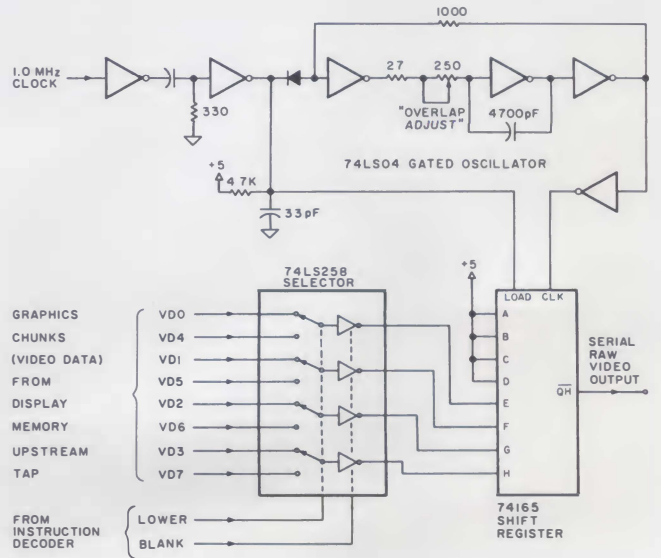 1000
1.0 MHz
CLOCK
330
27
250
"OVERLAP
ADJUST"
4700pF
74LS04 GATED OSCILLATOR
+5
4.7K
33pF
74LS258
SELECTOR
+5
LOAD CLK
GRAPHICS VD0
CHUNKS VD4
(VIDEO DATA) VD1
FROM VD5
DISPLAY VD2
MEMORY VD6
UPSTREAM VD3
TAP VD7
A
B
C
D
E
F
G
H
QH
SERIAL
RAW
VIDEO
OUTPUT
74165
SHIFT
REGISTER
FROM
INSTRUCTION
DECODER
LOWER
BLANK